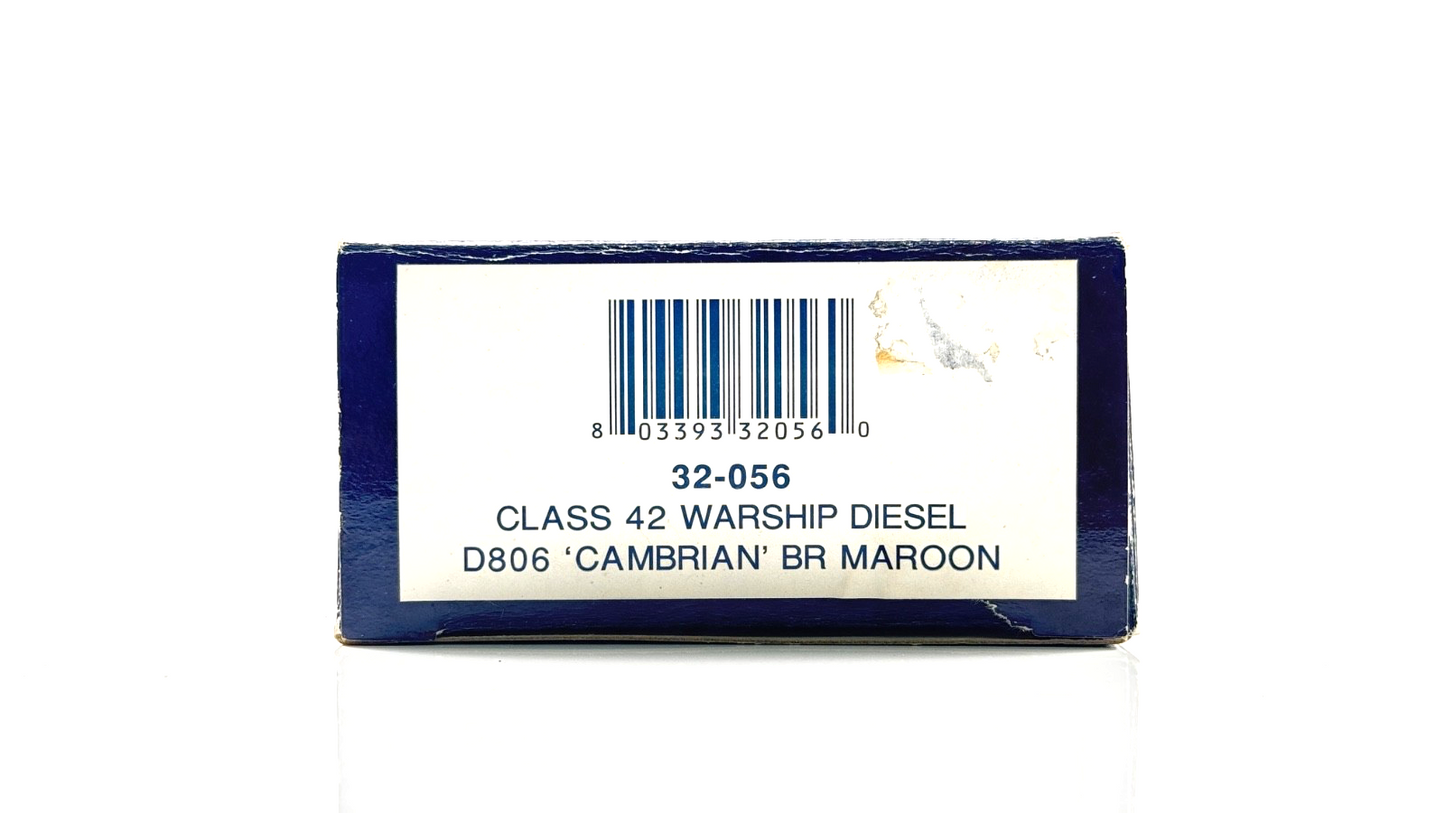 8 03393 32056 0
32-056
CLASS 42 WARSHIP DIESEL
D806 ‘CAMBRIAN’ BR MAROON